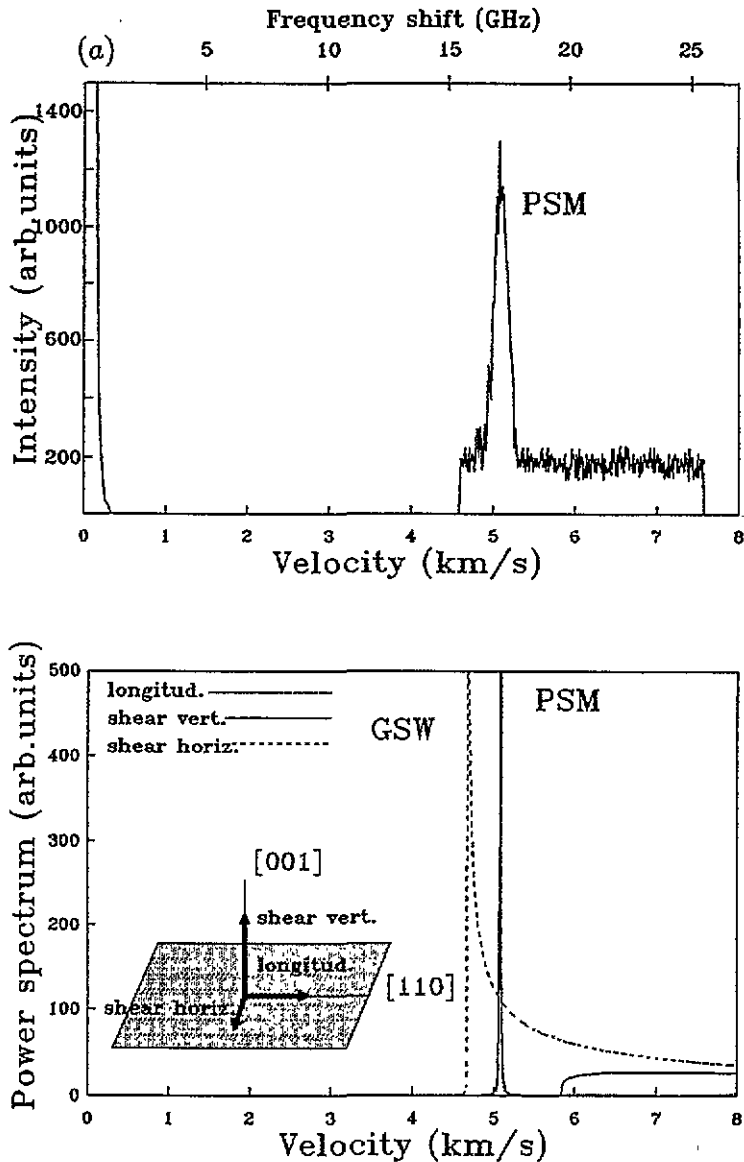 Frequency shift (GHz)
(a)
5 10 15 20 25
Intensity (arb.units)
1400
1000
600
200
PSM
0 1 2 3 4 5 6 7 8
Velocity (km/s)
Power spectrum (arb.units)
500
400
300
200
100
0
longitud.
shear vert.
shear horiz.
GSW
PSM
[001]
shear vert.
longitud.
[110]
shear horiz.
0 1 2 3 4 5 6 7 8
Velocity (km/s)